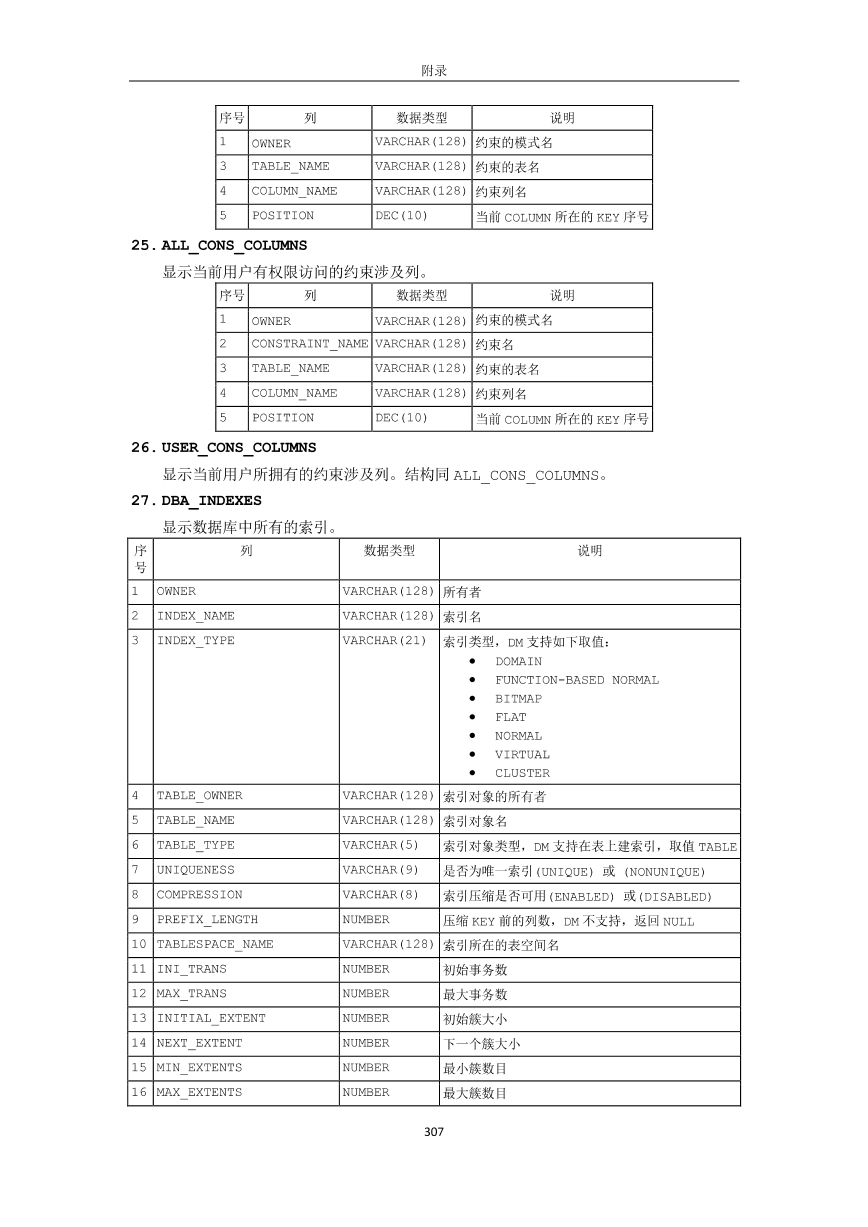 附录
序号 列 数据类型 说明
1 OWNER VARCHAR(128) 约束的模式名
3 TABLE_NAME VARCHAR(128) 约束的表名
4 COLUMN_NAME VARCHAR(128) 约束列名
5 POSITION DEC(10) 当前 COLUMN 所在的 KEY 序号
25. ALL_CONS_COLUMNS
显示当前用户有权限访问的约束涉及列。
序号 列 数据类型 说明
1 OWNER VARCHAR(128) 约束的模式名
2 CONSTRAINT_NAME VARCHAR(128) 约束名
3 TABLE_NAME VARCHAR(128) 约束的表名
4 COLUMN_NAME VARCHAR(128) 约束列名
5 POSITION DEC(10) 当前 COLUMN 所在的 KEY 序号
26. USER_CONS_COLUMNS
显示当前用户所拥有的约束涉及列。结构同 ALL_CONS_COLUMNS。
27. DBA_INDEXES
显示数据库中所有的索引。
序号 列 数据类型 说明
1 OWNER VARCHAR(128) 所有者
2 INDEX_NAME VARCHAR(128) 索引名
3 INDEX_TYPE VARCHAR(21) 索引类型，DM 支持如下取值：
● DOMAIN
● FUNCTION-BASED NORMAL
● BITMAP
● FLAT
● NORMAL
● VIRTUAL
● CLUSTER
4 TABLE_OWNER VARCHAR(128) 索引对象的所有者
5 TABLE_NAME VARCHAR(128) 索引对象名
6 TABLE_TYPE VARCHAR(5) 索引对象类型，DM 支持在表上建索引，取值 TABLE
7 UNIQUENESS VARCHAR(9) 是否为唯一索引(UNIQUE) 或 (NONUNIQUE)
8 COMPRESSION VARCHAR(8) 索引压缩是否可用(ENABLED) 或(DISABLED)
9 PREFIX_LENGTH NUMBER 压缩 KEY 前的列数，DM 不支持，返回 NULL
10 TABLESPACE_NAME VARCHAR(128) 索引所在的表空间名
11 INI_TRANS NUMBER 初始事务数
12 MAX_TRANS NUMBER 最大事务数
13 INITIAL_EXTENT NUMBER 初始簇大小
14 NEXT_EXTENT NUMBER 下一个簇大小
15 MIN_EXTENTS NUMBER 最小簇数目
16 MAX_EXTENTS NUMBER 最大簇数目
307